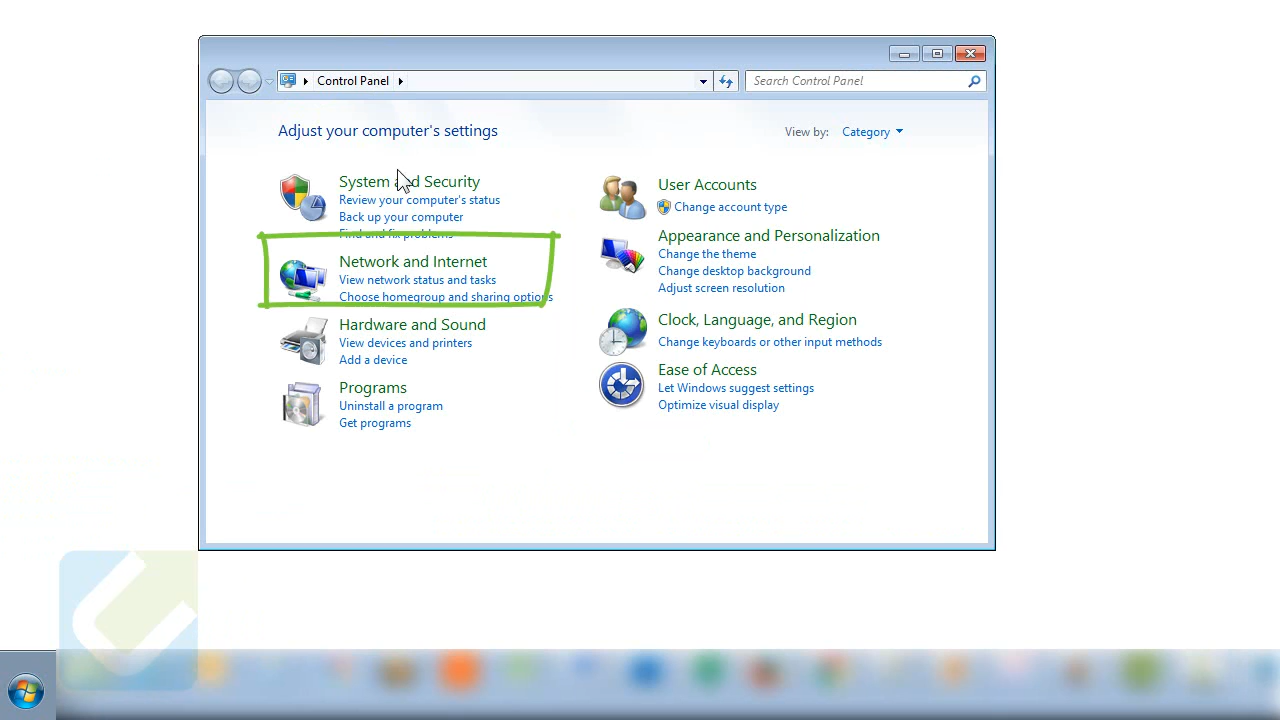 Control Panel
Search Control Panel
Adjust your computer's settings
View by: Category
System and Security
Review your computer's status
Back up your computer
Find and fix problems
Network and Internet
View network status and tasks
Choose homegroup and sharing options
Hardware and Sound
View devices and printers
Add a device
Programs
Uninstall a program
Get programs
User Accounts
Change account type
Appearance and Personalization
Change the theme
Change desktop background
Adjust screen resolution
Clock, Language, and Region
Change keyboards or other input methods
Ease of Access
Let Windows suggest settings
Optimize visual display